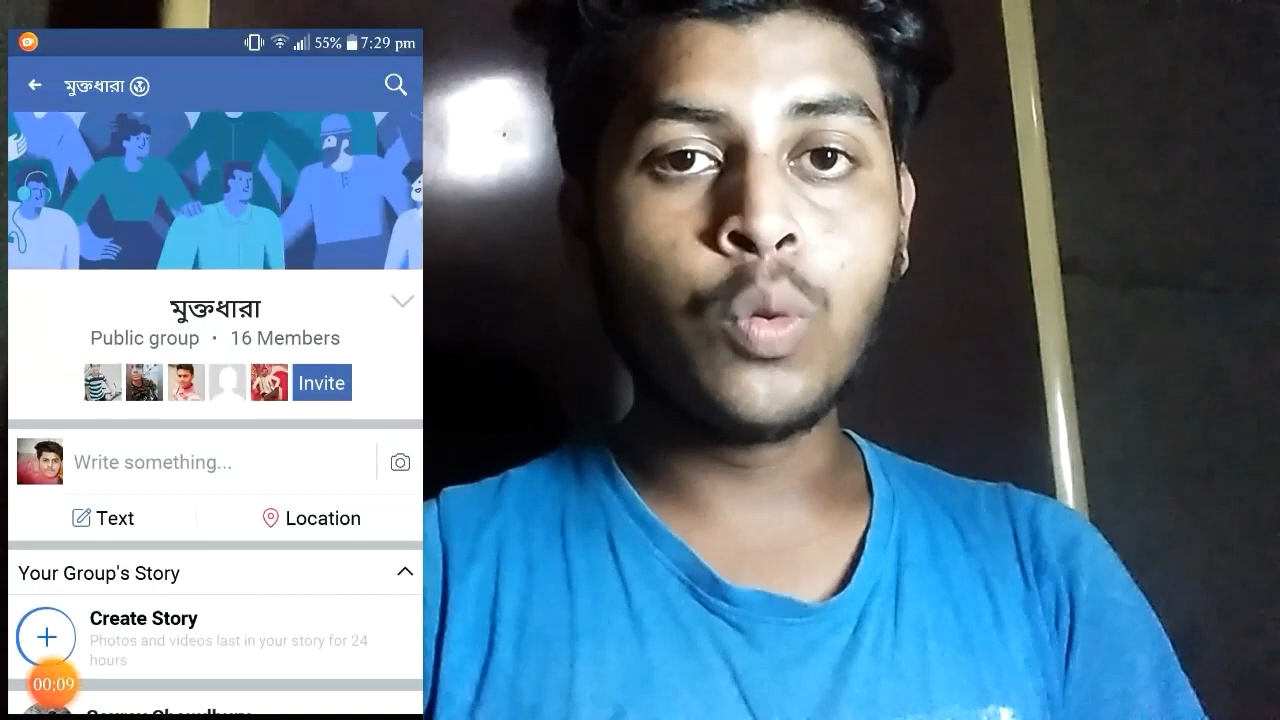 55% 7:29 pm
মুক্তধারা
মুক্তধারা
Public group · 16 Members
Invite
Write something...
Text Location
Your Group's Story
Create Story
Photos and videos last in your story for 24
hours
00:09